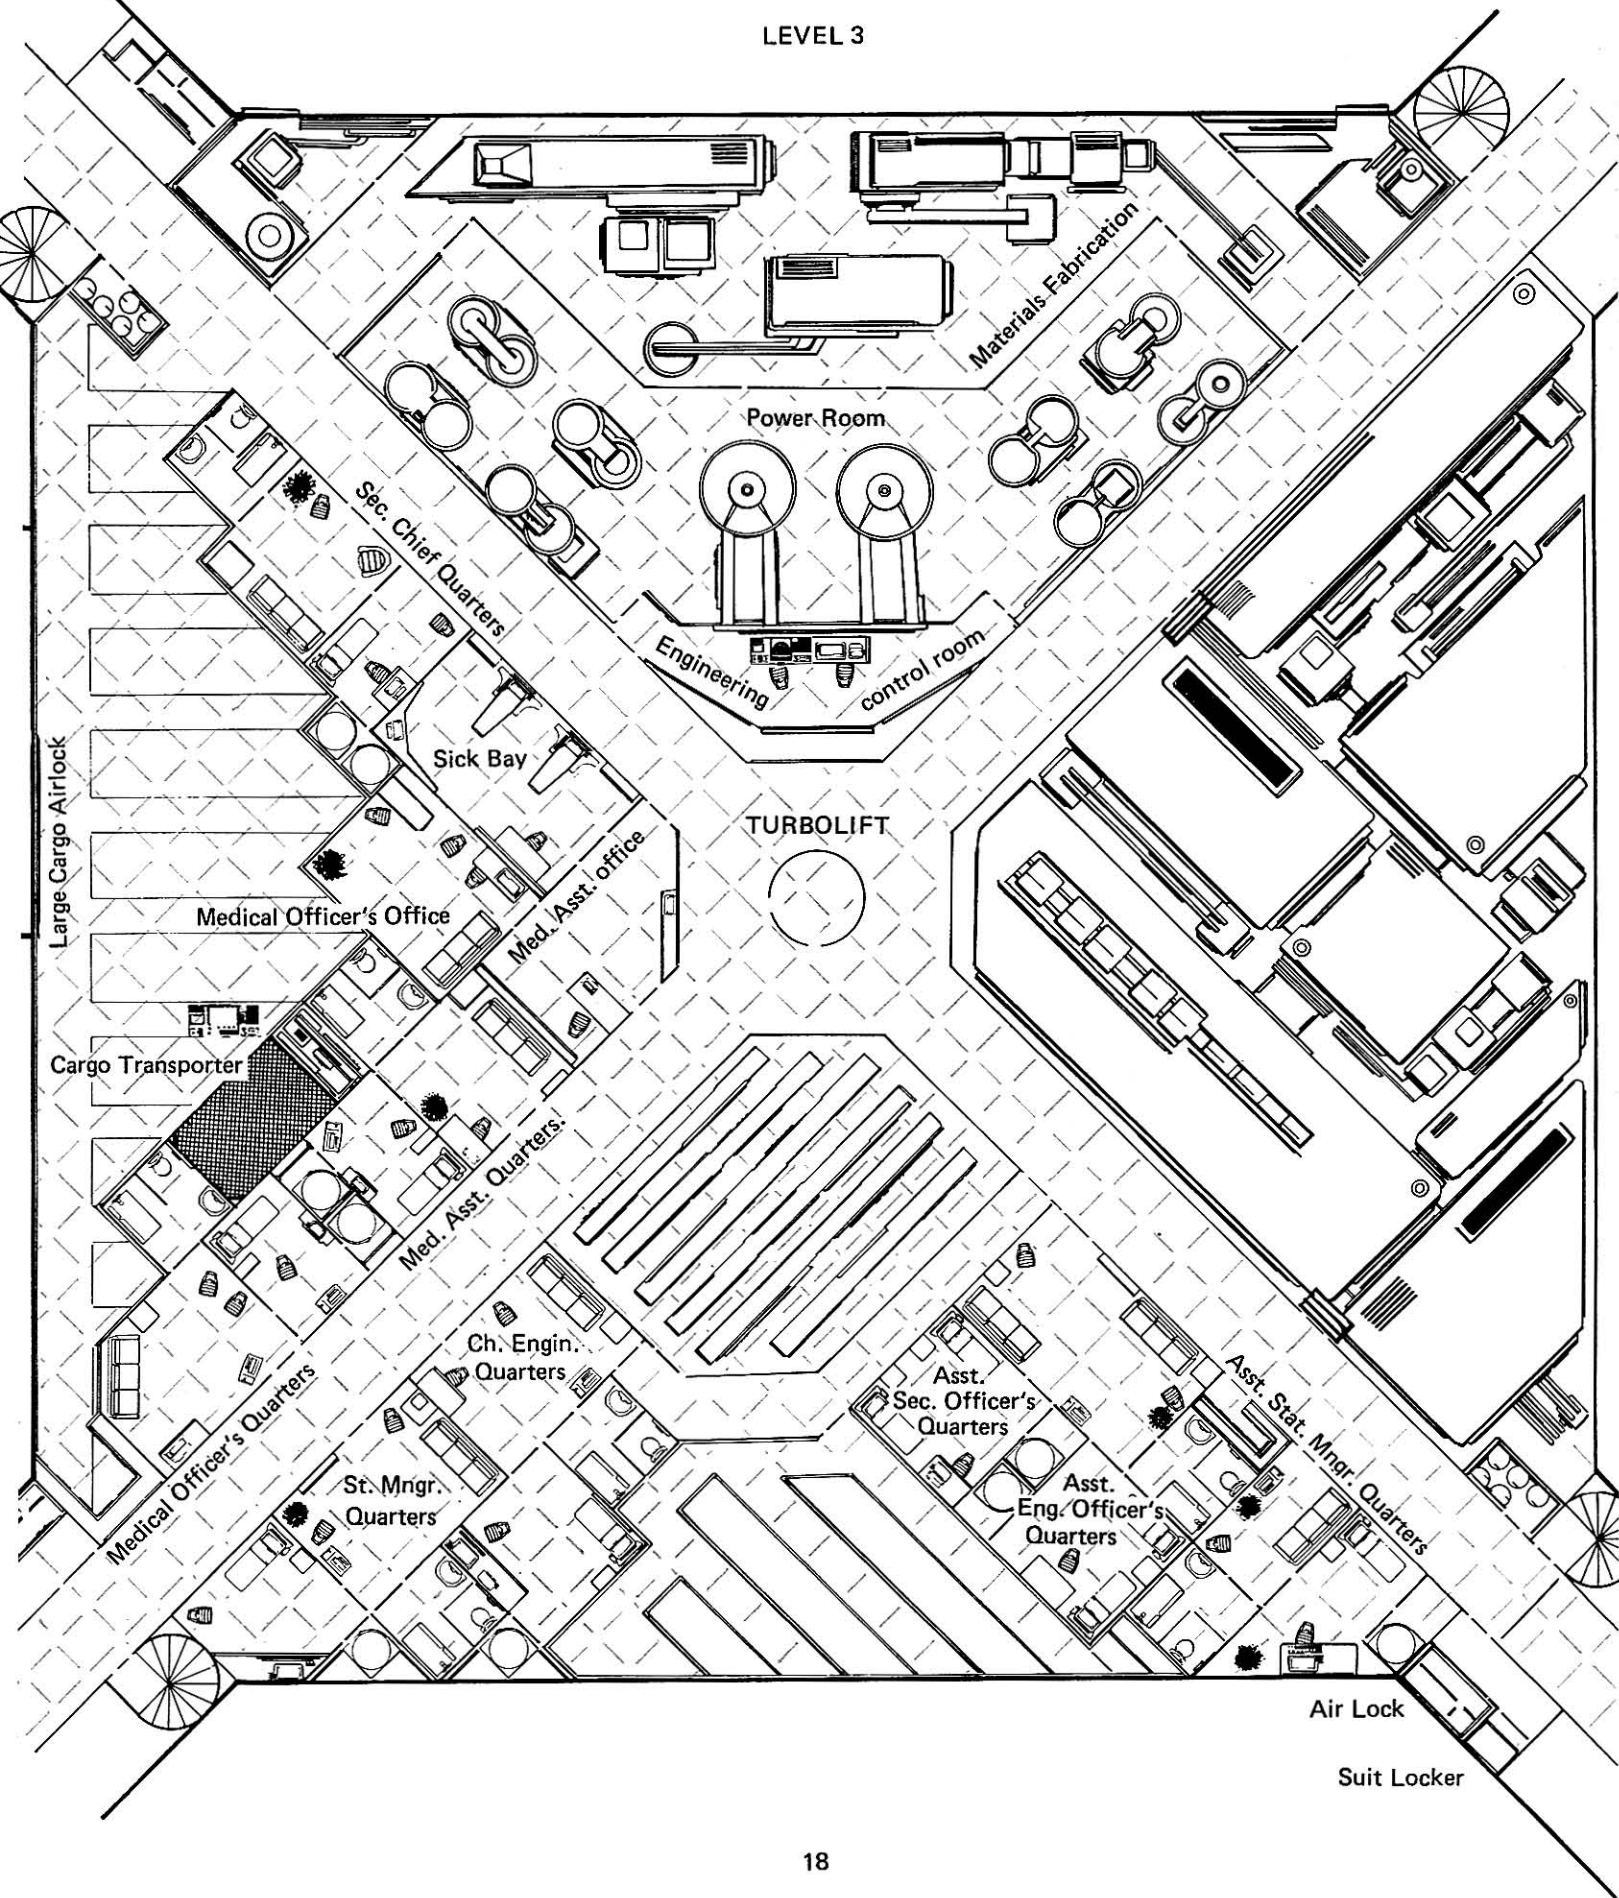 LEVEL 3
Materials Fabrication
Power Room
Sec. Chief Quarters
Engineering
control room
Sick Bay
Large Cargo Airlock
TURBOLIFT
Med. Asst. office
Medical Officer's Office
Cargo Transporter
Med. Asst. Quarters.
Ch. Engin.
Quarters
Medical Officer's Quarters
St. Mngr.
Quarters
Asst.
Sec. Officer's
Quarters
Asst. Stat. Mngr. Quarters
Asst.
Eng. Officer's
Quarters
Air Lock
Suit Locker
18